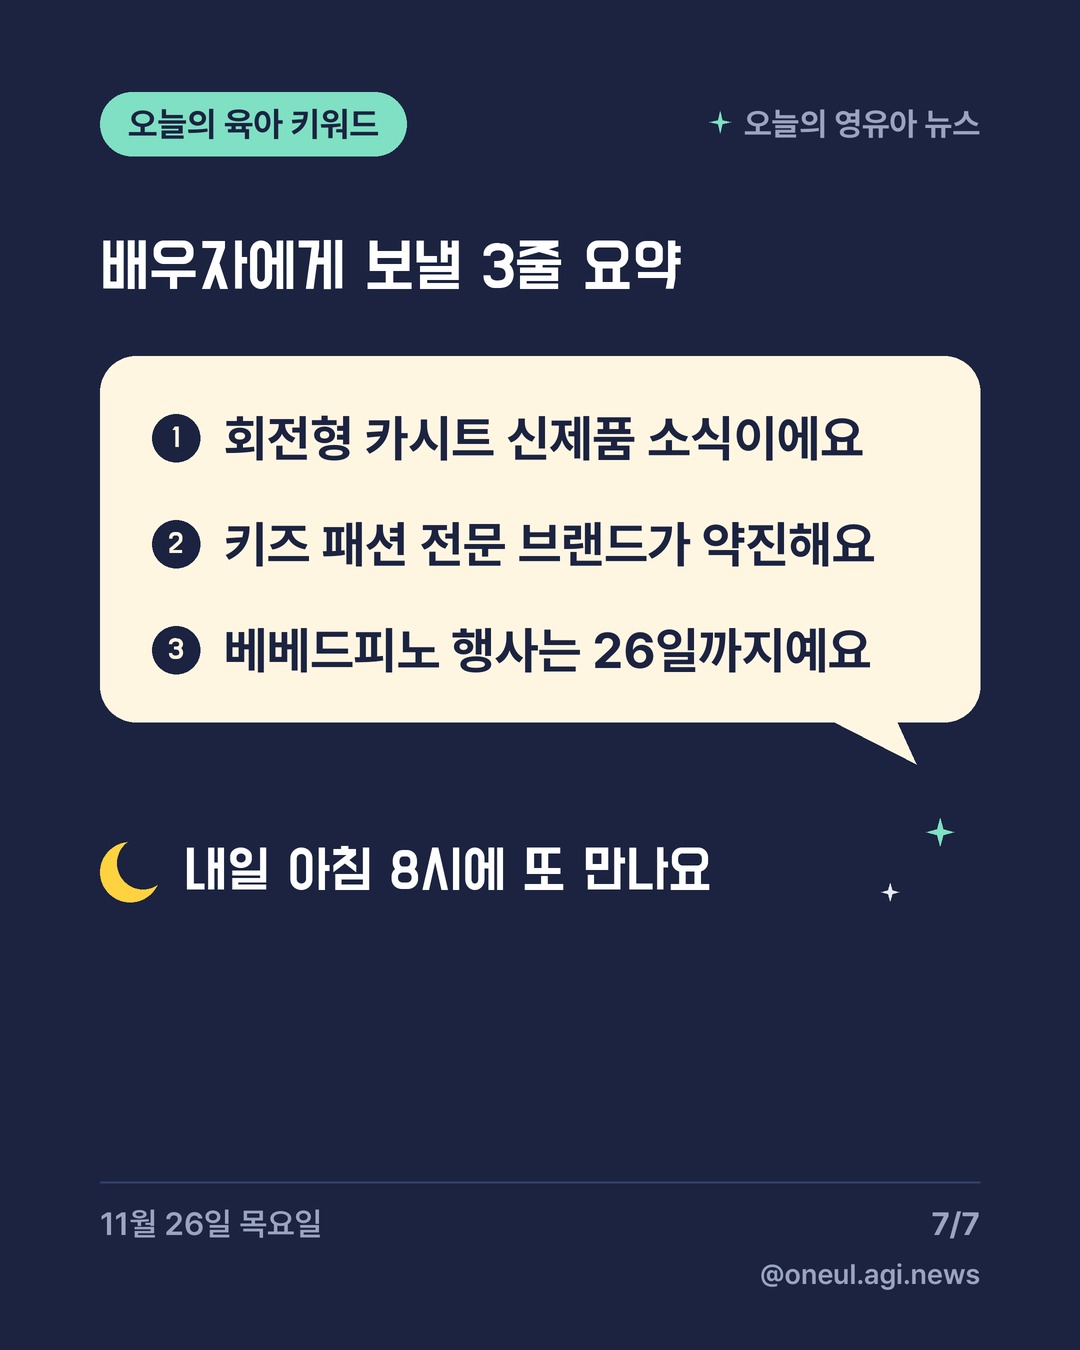 오늘의 육아 키워드
오늘의 영유아 뉴스
배우자에게 보낼 3줄 요약
1 회전형 카시트 신제품 소식이에요
2 키즈 패션 전문 브랜드가 약진해요
3 베베드피노 행사는 26일까지예요
내일 아침 8시에 또 만나요
11월 26일 목요일
7/7
@oneul.agi.news